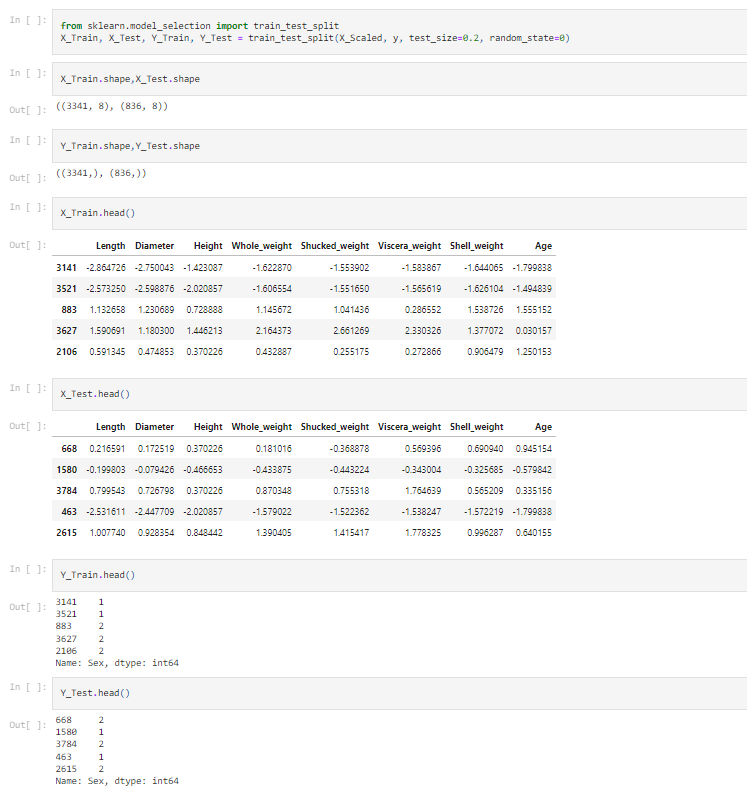 In [ ]:
from sklearn.model_selection import train_test_split
X_Train, X_Test, Y_Train, Y_Test = train_test_split(X_Scaled, y, test_size=0.2, random_state=0)
In [ ]:
X_Train.shape,X_Test.shape
Out[ ]: ((3341, 8), (836, 8))
In [ ]:
Y_Train.shape,Y_Test.shape
Out[ ]: ((3341,), (836,))
In [ ]:
X_Train.head()
Out[ ]:
Length Diameter Height Whole_weight Shucked_weight Viscera_weight Shell_weight Age
3141 -2.864726 -2.750043 -1.423087 -1.622870 -1.553902 -1.583867 -1.644065 -1.799838
3521 -2.573250 -2.598876 -2.020857 -1.606554 -1.551650 -1.565619 -1.626104 -1.494839
883 1.132658 1.230689 0.728888 1.145672 1.041436 0.286552 1.538726 1.555152
3627 1.590691 1.180300 1.446213 2.164373 2.661269 2.330326 1.377072 0.030157
2106 0.591345 0.474853 0.370226 0.432887 0.255175 0.272866 0.906479 1.250153
In [ ]:
X_Test.head()
Out[ ]:
Length Diameter Height Whole_weight Shucked_weight Viscera_weight Shell_weight Age
668 0.216591 0.172519 0.370226 0.181016 -0.368878 0.569396 0.690940 0.945154
1580 -0.199803 -0.079426 -0.466653 -0.433875 -0.443224 -0.343004 -0.325685 -0.579842
3784 0.799543 0.726798 0.370226 0.870348 0.755318 1.764639 0.565209 0.335156
463 -2.531611 -2.447709 -2.020857 -1.579022 -1.522362 -1.538247 -1.572219 -1.799838
2615 1.007740 0.928354 0.848442 1.390405 1.415417 1.778325 0.996287 0.640155
In [ ]:
Y_Train.head()
Out[ ]:
3141 1
3521 1
883 2
3627 2
2106 2
Name: Sex, dtype: int64
In [ ]:
Y_Test.head()
Out[ ]:
668 2
1580 1
3784 2
463 1
2615 2
Name: Sex, dtype: int64